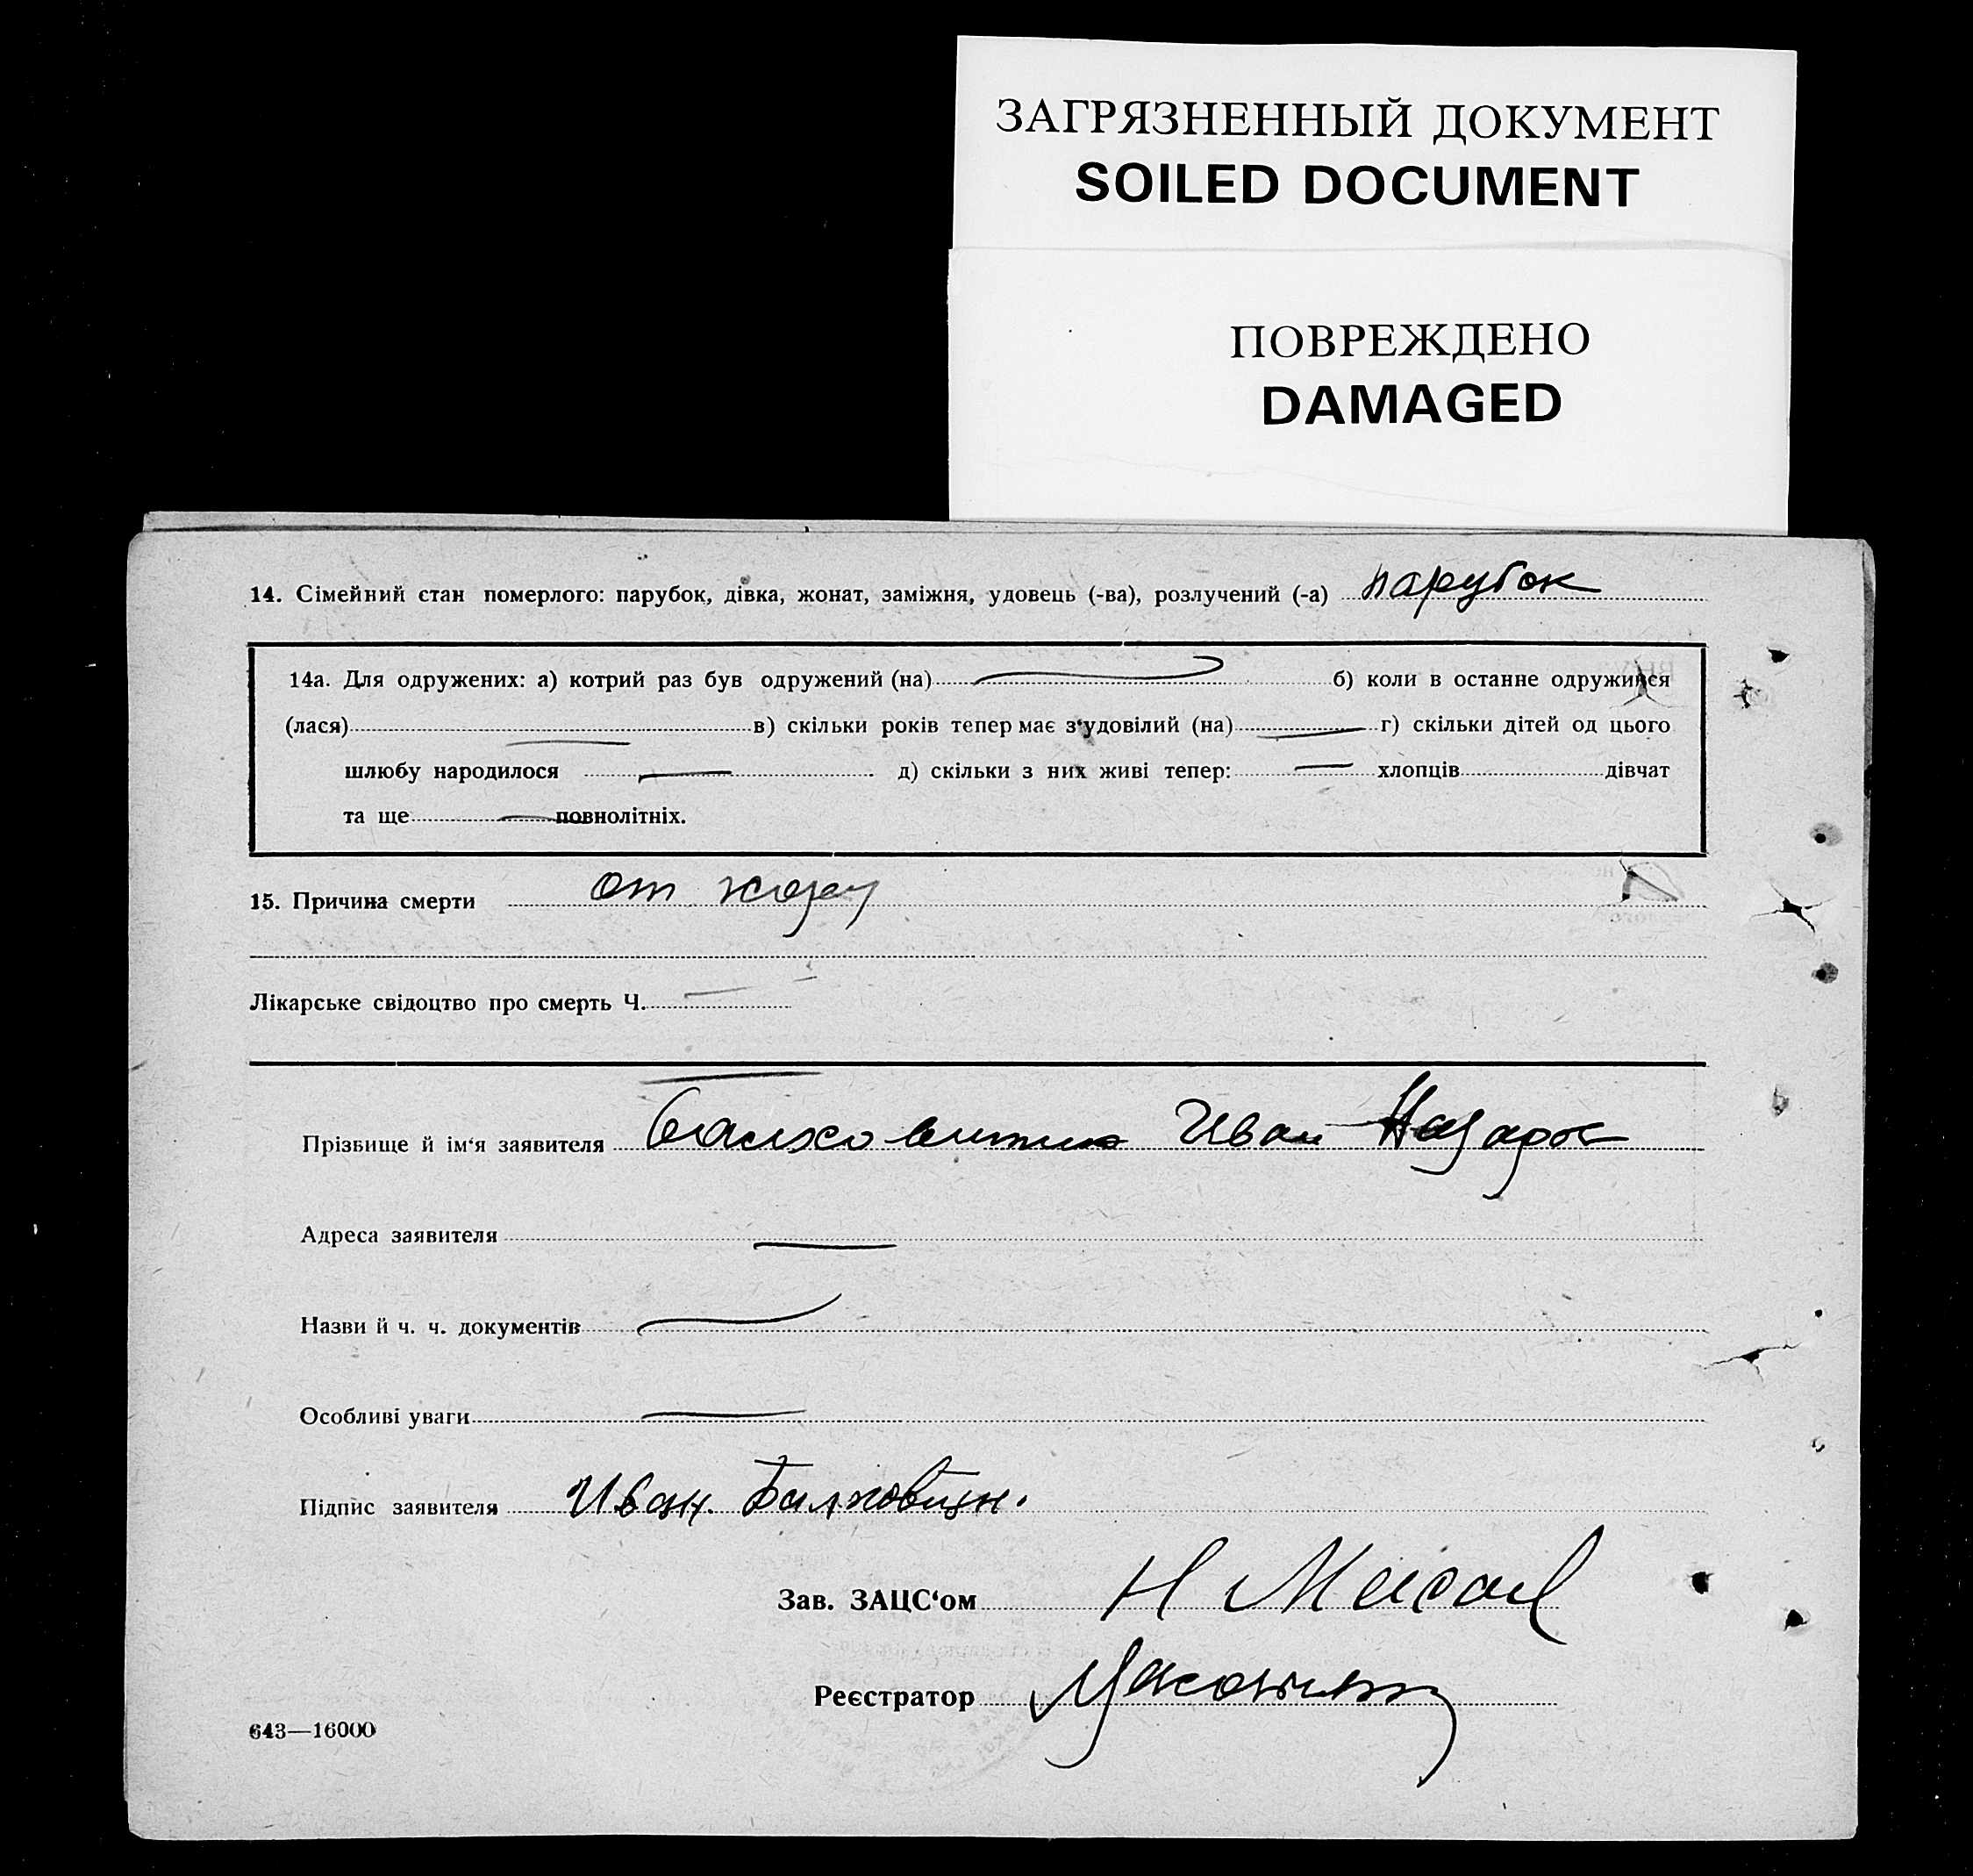 ЗАГРЯЗНЕННЫЙ ДОКУМЕНТ
SOILED DOCUMENT
ПОВРЕЖДЕНО
DAMAGED
14. Сімейний стан померлого: парубок, дівка, жонат, заміжня, удовець (-ва), розлучений (-а) парубок
14а. Для одружених: а) котрий раз був одружений (на) б) коли в останнє одружився
(лася) в) скільки років тепер має з'удовілий (на) г) скільки дітей од цього
шлюбу народилося д) скільки з них живі тепер: хлопців дівчат
та ще повнолітніх.
15. Причина смерти от
Лікарське свідоцтво про смерть Ч.
Прізвище й ім'я заявителя Иван Назаров
Адреса заявителя
Назви й ч. ч. документів
Особливі уваги
Підпис заявителя Иван.
Зав. ЗАЦС'ом Н
Реєстратор
643—16000